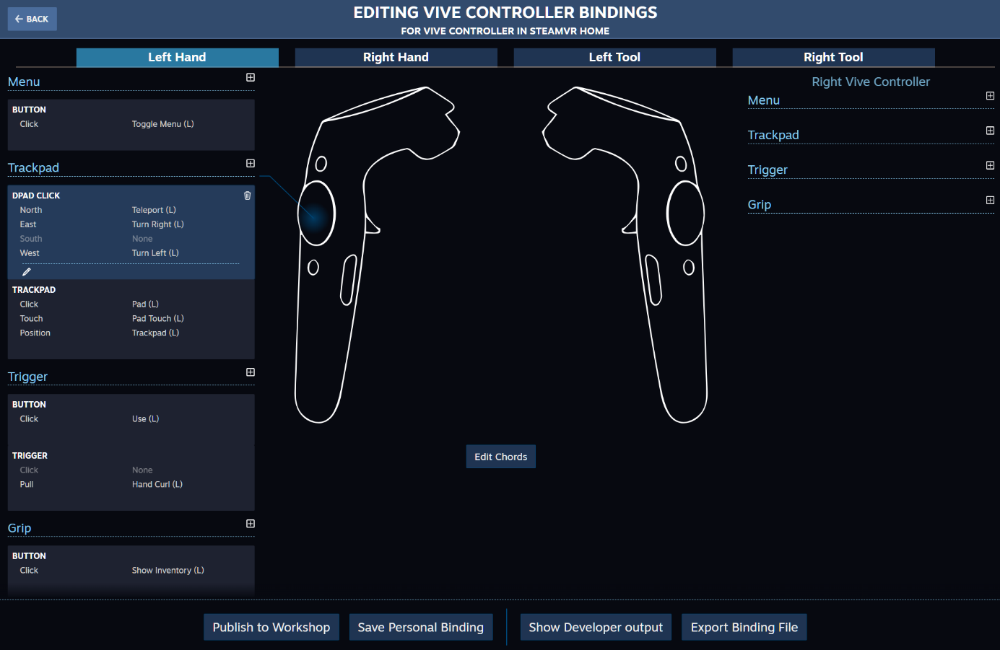 BACK
EDITING VIVE CONTROLLER BINDINGS
FOR VIVE CONTROLLER IN STEAMVR HOME
Left Hand
Right Hand
Left Tool
Right Tool
Menu
BUTTON
Click Toggle Menu (L)
Trackpad
DPAD CLICK
North Teleport (L)
East Turn Right (L)
South None
West Turn Left (L)
TRACKPAD
Click Pad (L)
Touch Pad Touch (L)
Position Trackpad (L)
Trigger
BUTTON
Click Use (L)
TRIGGER
Click None
Pull Hand Curl (L)
Grip
BUTTON
Click Show Inventory (L)
Edit Chords
Right Vive Controller
Menu
Trackpad
Trigger
Grip
Publish to Workshop
Save Personal Binding
Show Developer output
Export Binding File